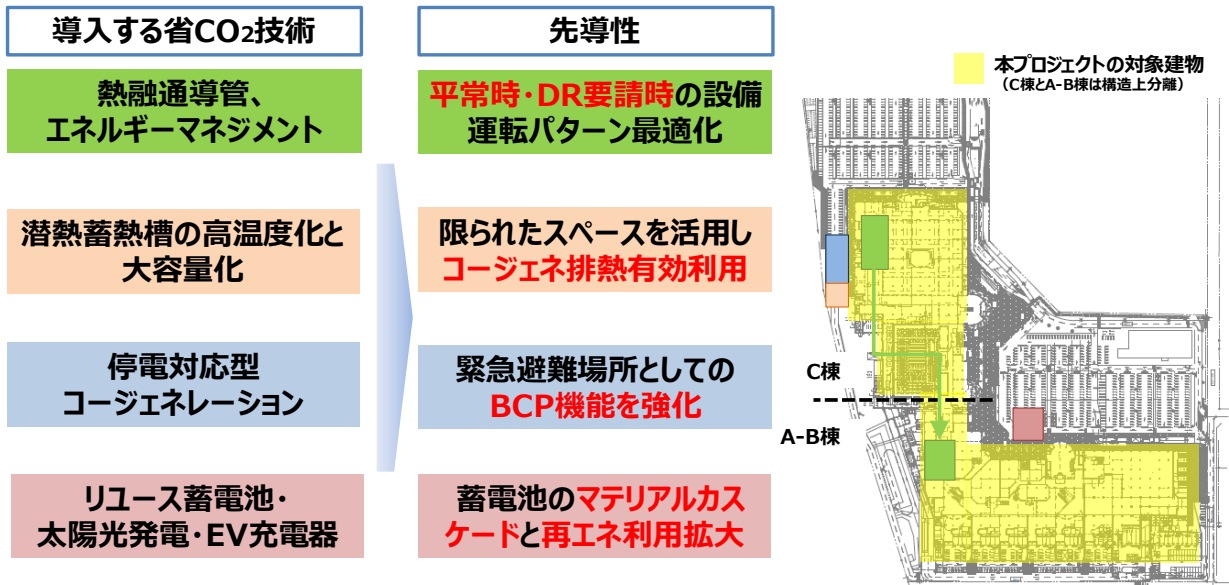 導入する省CO2技術
先導性
熱融通導管、
エネルギーマネジメント
平常時・DR要請時の設備
運転パターン最適化
潜熱蓄熱槽の高温度化と
大容量化
限られたスペースを活用し
コージェネ排熱有効利用
停電対応型
コージェネレーション
緊急避難場所としての
BCP機能を強化
リユース蓄電池・
太陽光発電・EV充電器
蓄電池のマテリアルカス
ケードと再エネ利用拡大
本プロジェクトの対象建物
（C棟とA-B棟は構造上分離）
C棟
A-B棟